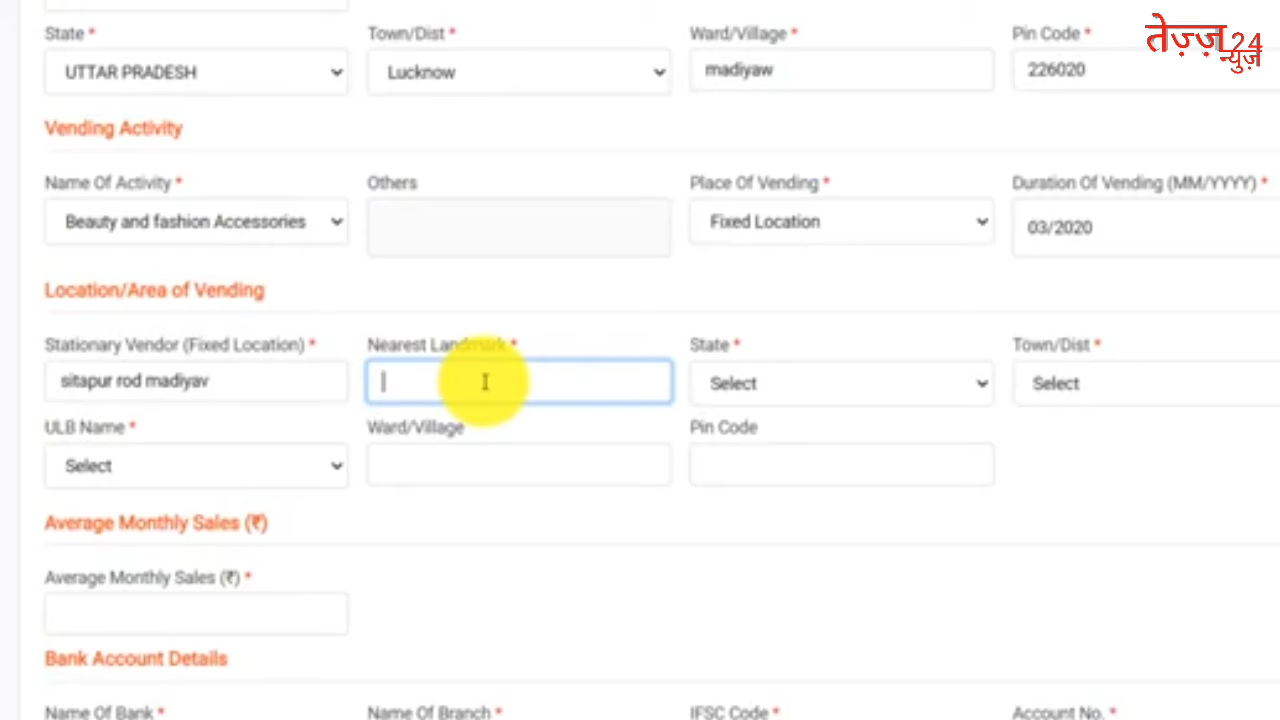 तेज़्ज़ 24
न्यूज़
State * Town/Dist * Ward/Village * Pin Code *
UTTAR PRADESH Lucknow madiyaw 226020
Vending Activity
Name Of Activity * Others Place Of Vending * Duration Of Vending (MM/YYYY) *
Beauty and fashion Accessories Fixed Location 03/2020
Location/Area of Vending
Stationary Vendor (Fixed Location) * Nearest Landmark * State * Town/Dist *
sitapur rod madiyav Select Select
ULB Name * Ward/Village Pin Code
Select
Average Monthly Sales (₹)
Average Monthly Sales (₹) *
Bank Account Details
Name Of Bank * Name Of Branch * IFSC Code * Account No. *